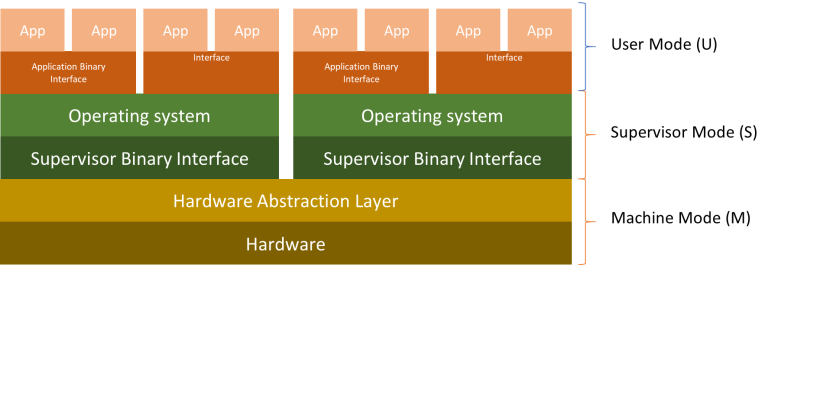 App App App App App App App App
User Mode (U)
Interface Interface
Application Binary Application Binary
Interface Interface
Operating system Operating system
Supervisor Mode (S)
Supervisor Binary Interface Supervisor Binary Interface
Hardware Abstraction Layer
Machine Mode (M)
Hardware